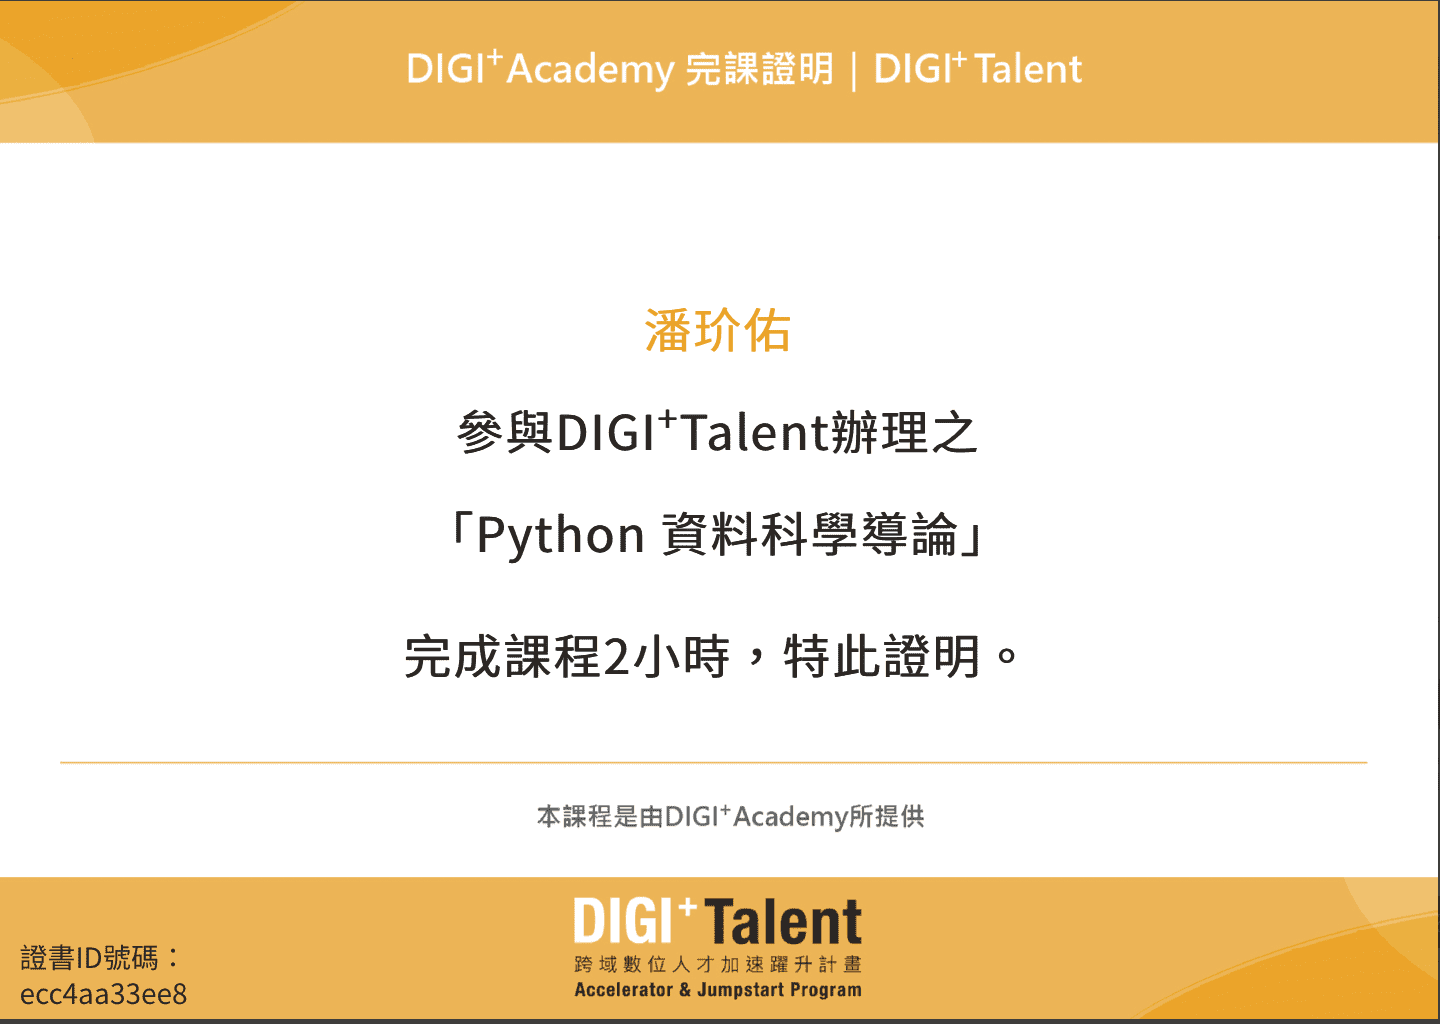 DIGI⁺Academy 完課證明 | DIGI⁺ Talent
潘玠佑
參與DIGI⁺Talent辦理之
「Python 資料科學導論」
完成課程2小時，特此證明。
本課程是由DIGI⁺Academy所提供
DIGI⁺Talent
跨域數位人才加速躍升計畫
Accelerator & Jumpstart Program
證書ID號碼：
ecc4aa33ee8